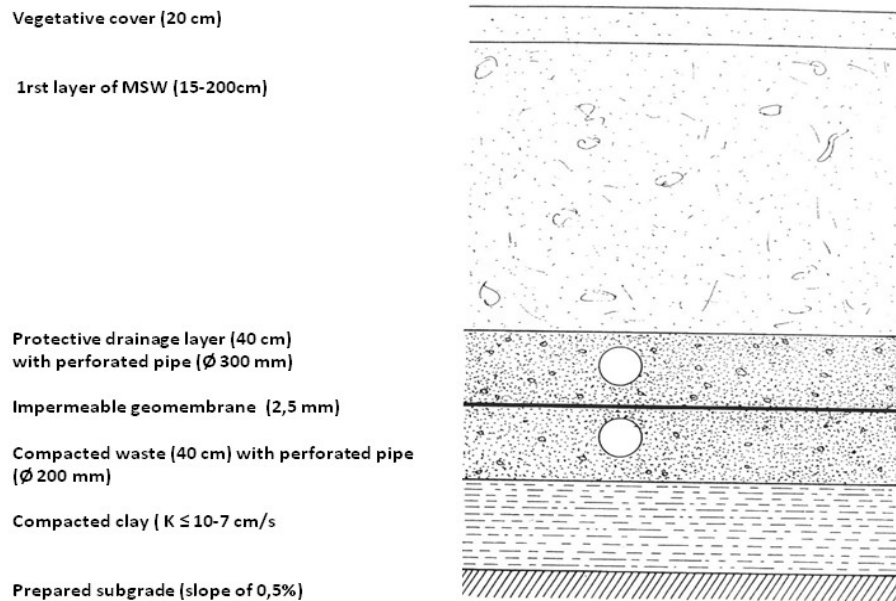 Vegetative cover (20 cm)
1rst layer of MSW (15-200cm)
Protective drainage layer (40 cm)
with perforated pipe (Ø 300 mm)
Impermeable geomembrane (2,5 mm)
Compacted waste (40 cm) with perforated pipe
(Ø 200 mm)
Compacted clay ( K ≤ 10-7 cm/s
Prepared subgrade (slope of 0,5%)